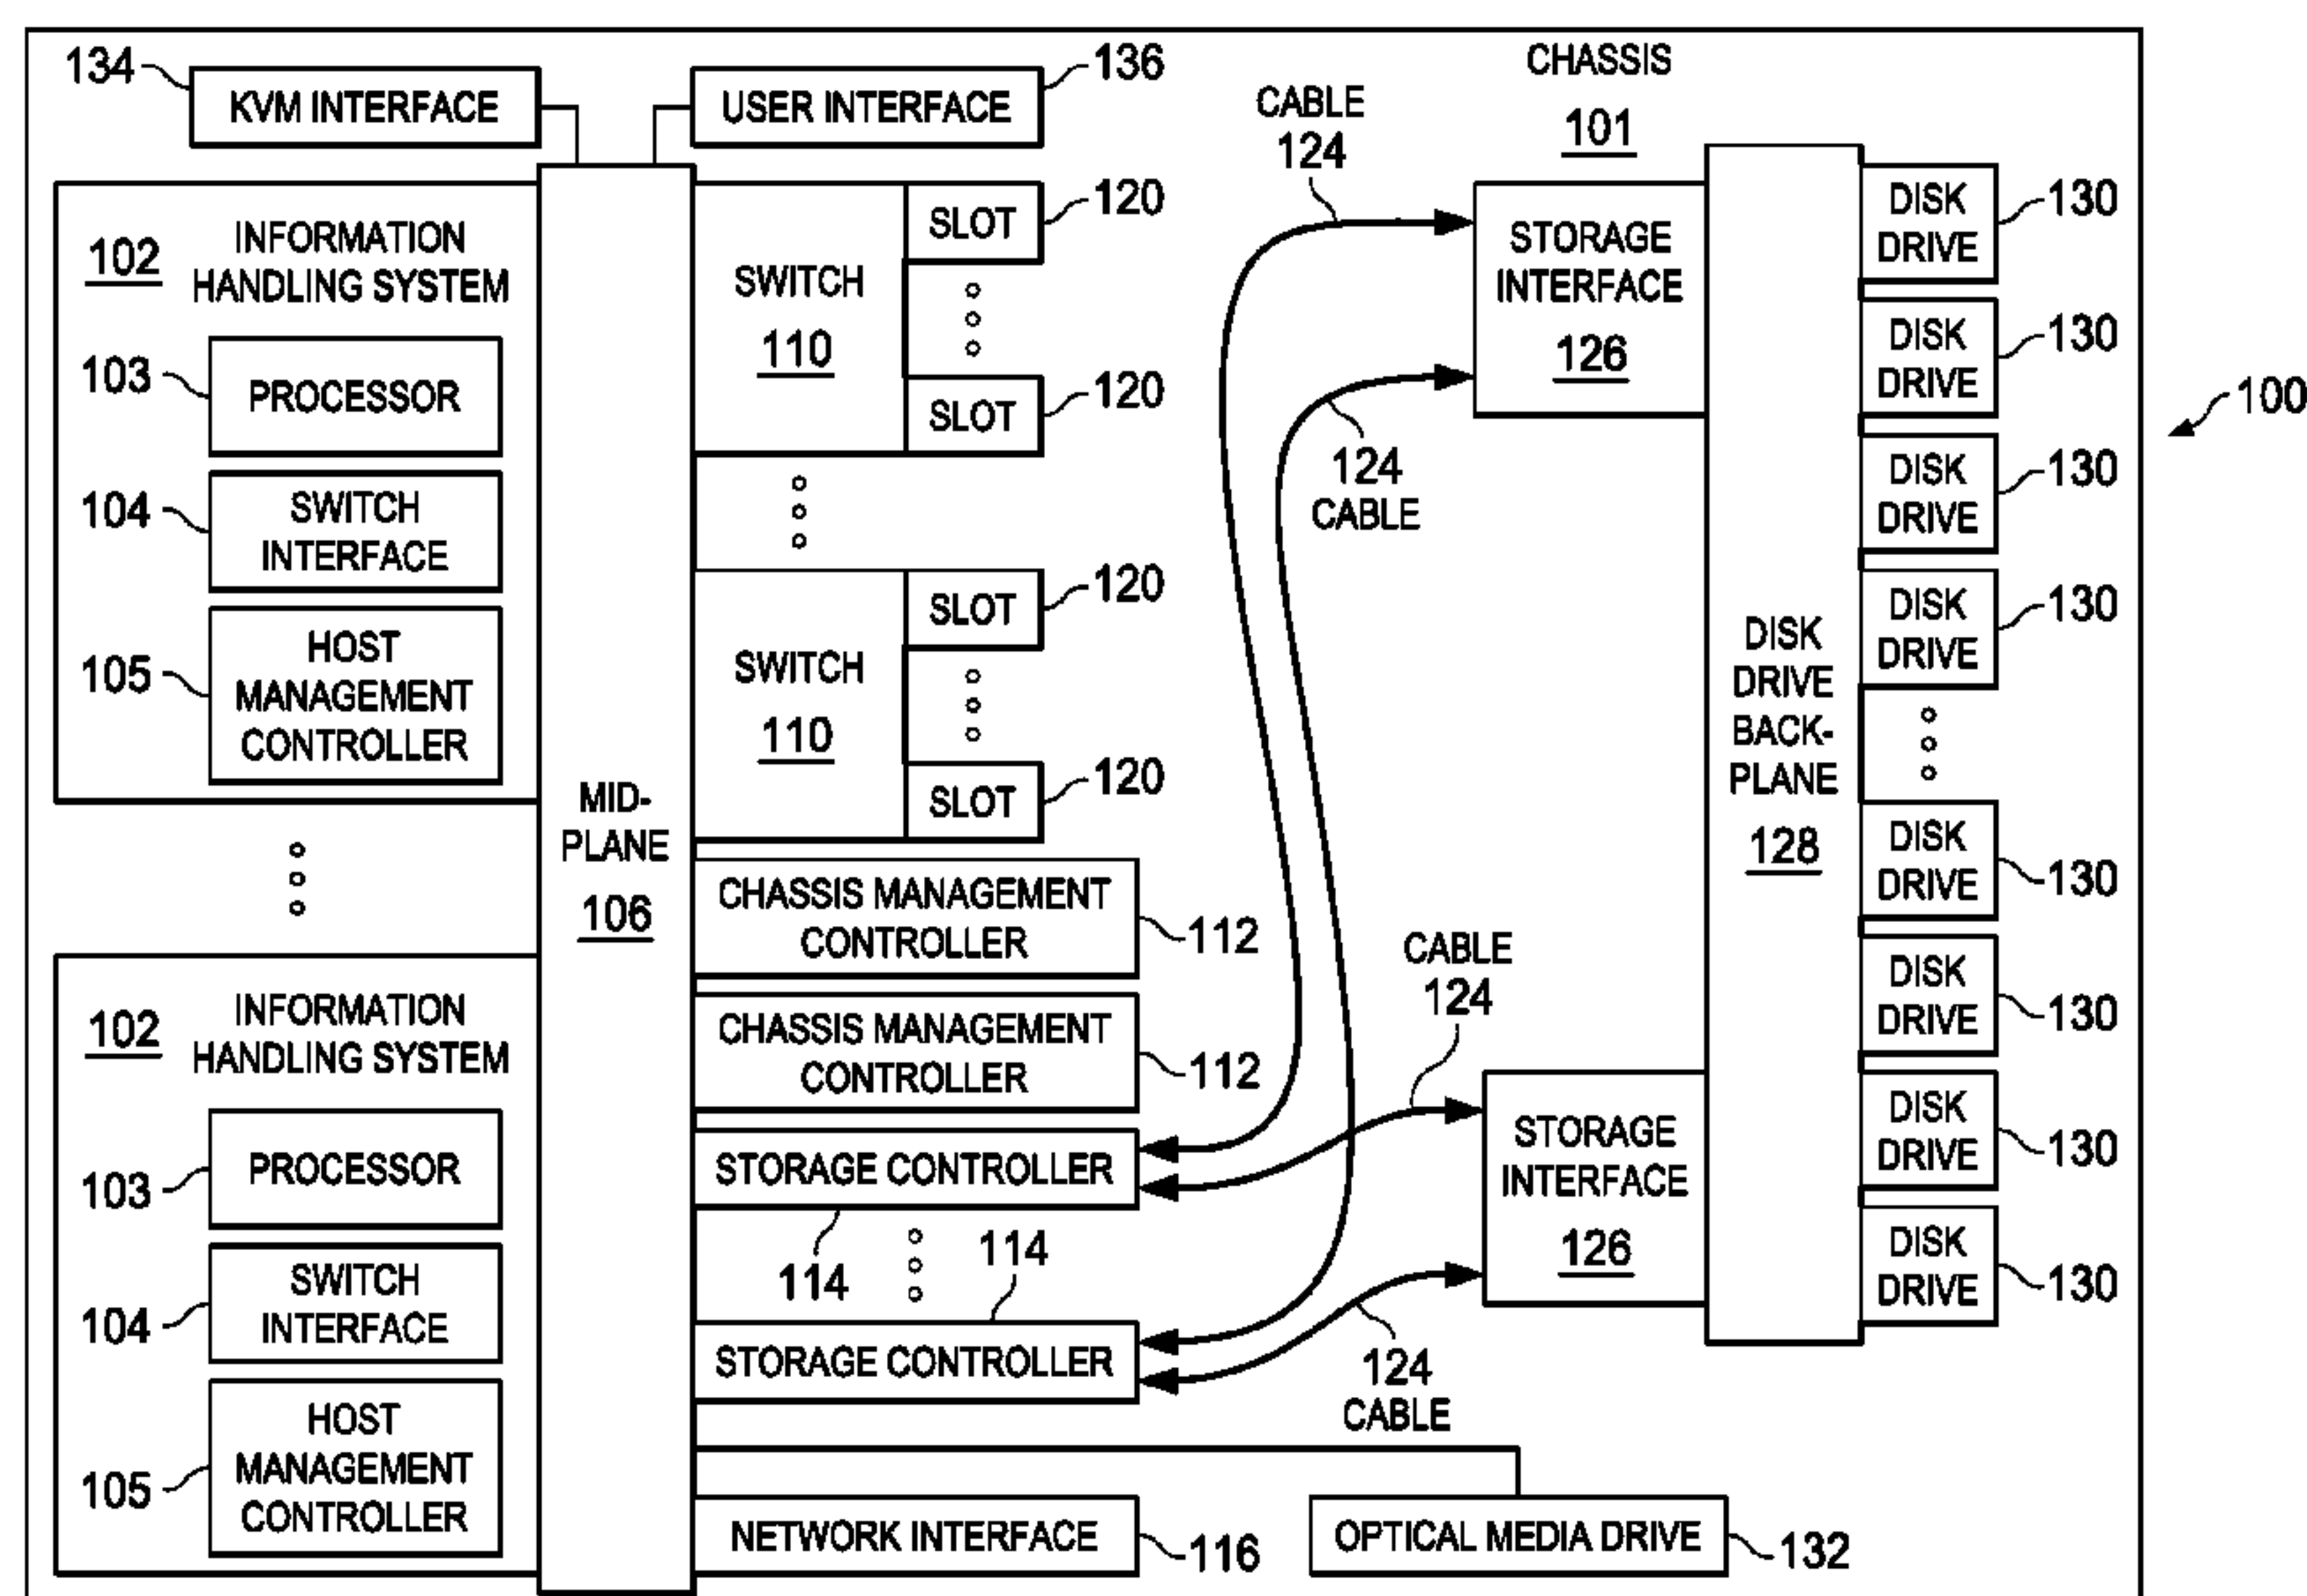 134
KVM INTERFACE
USER INTERFACE
136
102
INFORMATION
HANDLING SYSTEM
103
PROCESSOR
104
SWITCH
INTERFACE
105
HOST
MANAGEMENT
CONTROLLER
102
INFORMATION
HANDLING SYSTEM
103
PROCESSOR
104
SWITCH
INTERFACE
105
HOST
MANAGEMENT
CONTROLLER
MID-
PLANE
106
SWITCH
110
SLOT
120
SLOT
120
SWITCH
110
SLOT
120
SLOT
120
CHASSIS MANAGEMENT
CONTROLLER
112
CHASSIS MANAGEMENT
CONTROLLER
112
STORAGE CONTROLLER
114
114
STORAGE CONTROLLER
NETWORK INTERFACE
116
CABLE
124
124
CABLE
CABLE
124
124
CABLE
CHASSIS
101
STORAGE
INTERFACE
126
STORAGE
INTERFACE
126
OPTICAL MEDIA DRIVE
132
DISK
DRIVE
BACK-
PLANE
128
DISK
DRIVE
130
DISK
DRIVE
130
DISK
DRIVE
130
DISK
DRIVE
130
DISK
DRIVE
130
DISK
DRIVE
130
DISK
DRIVE
130
DISK
DRIVE
130
100